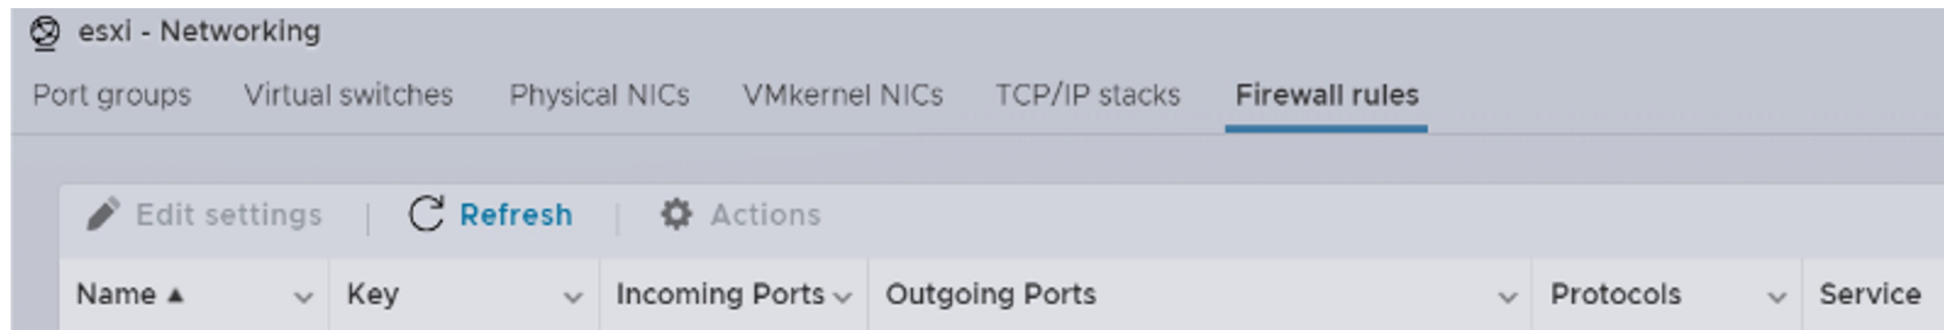 esxi - Networking
Port groups Virtual switches Physical NICs VMkernel NICs TCP/IP stacks Firewall rules
Edit settings | Refresh | Actions
Name Key Incoming Ports Outgoing Ports Protocols Service